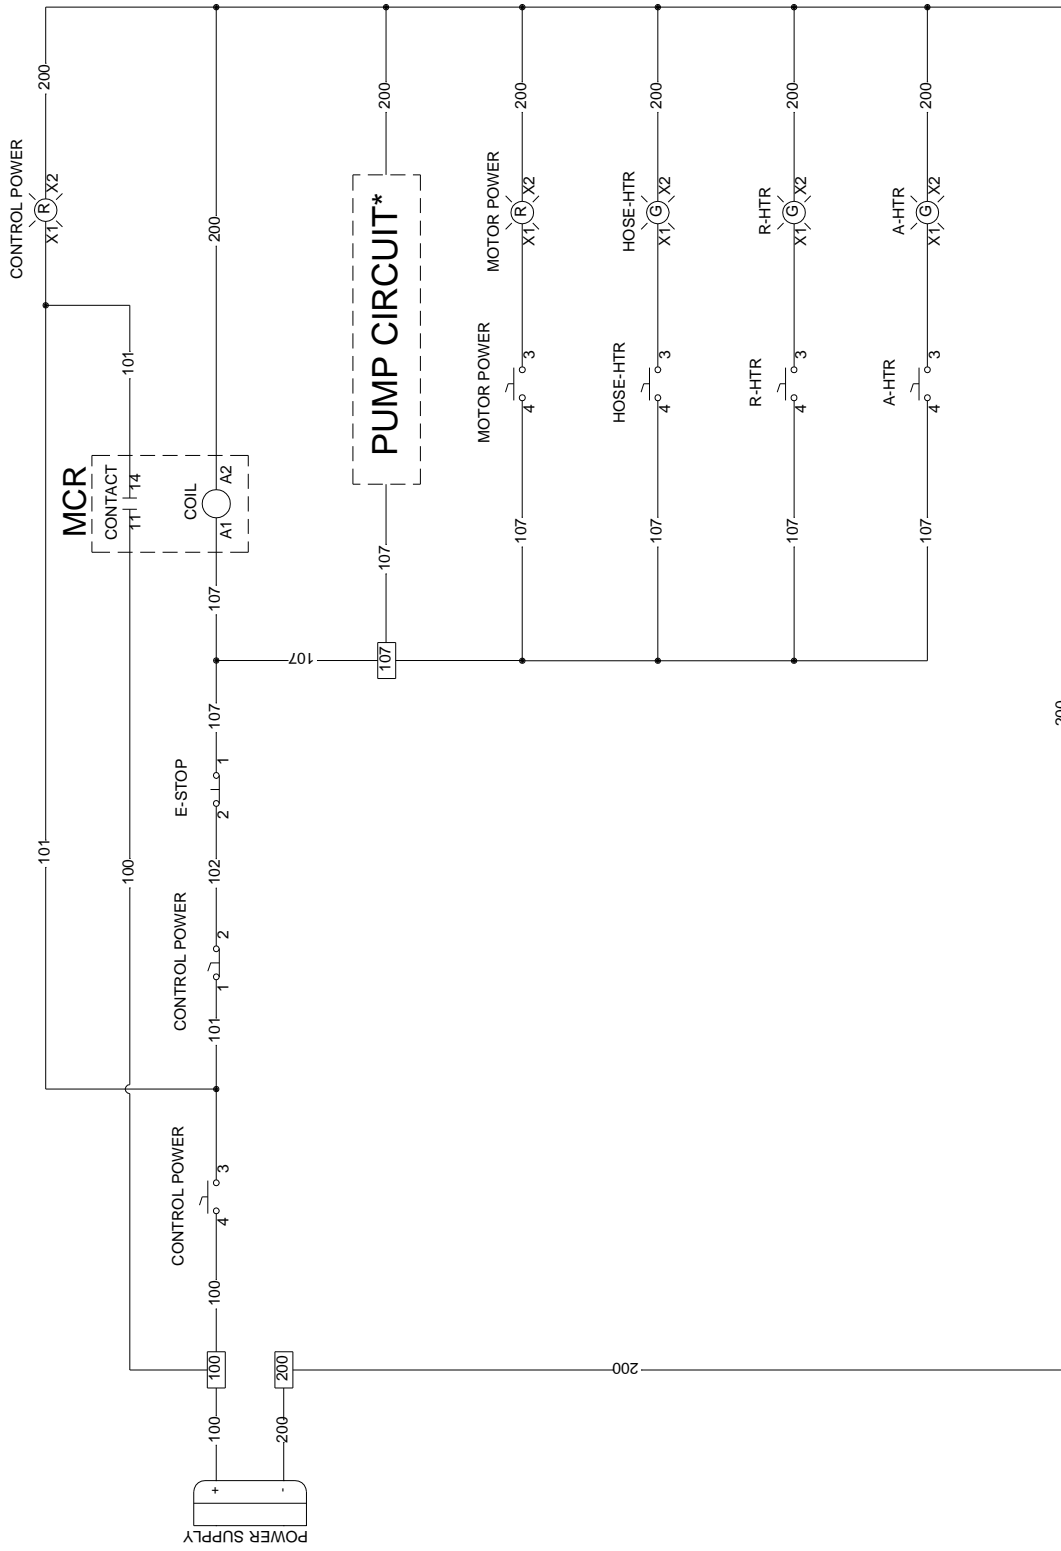 CONTROL POWER
101
X1 R X2
200
MCR
CONTACT
100
11 14
101
CONTROL POWER
CONTROL POWER
E-STOP
COIL
POWER SUPPLY
+
100
100
100
4 3
101
1 2
102
2 1
107
107
A1 A2
200
-
200
200
107
PUMP CIRCUIT*
107
107
200
MOTOR POWER
MOTOR POWER
107
4 3
X1 R X2
200
HOSE-HTR
HOSE-HTR
107
4 3
X1 G X2
200
200
R-HTR
R-HTR
107
4 3
X1 G X2
200
A-HTR
A-HTR
107
4 3
X1 G X2
200
200